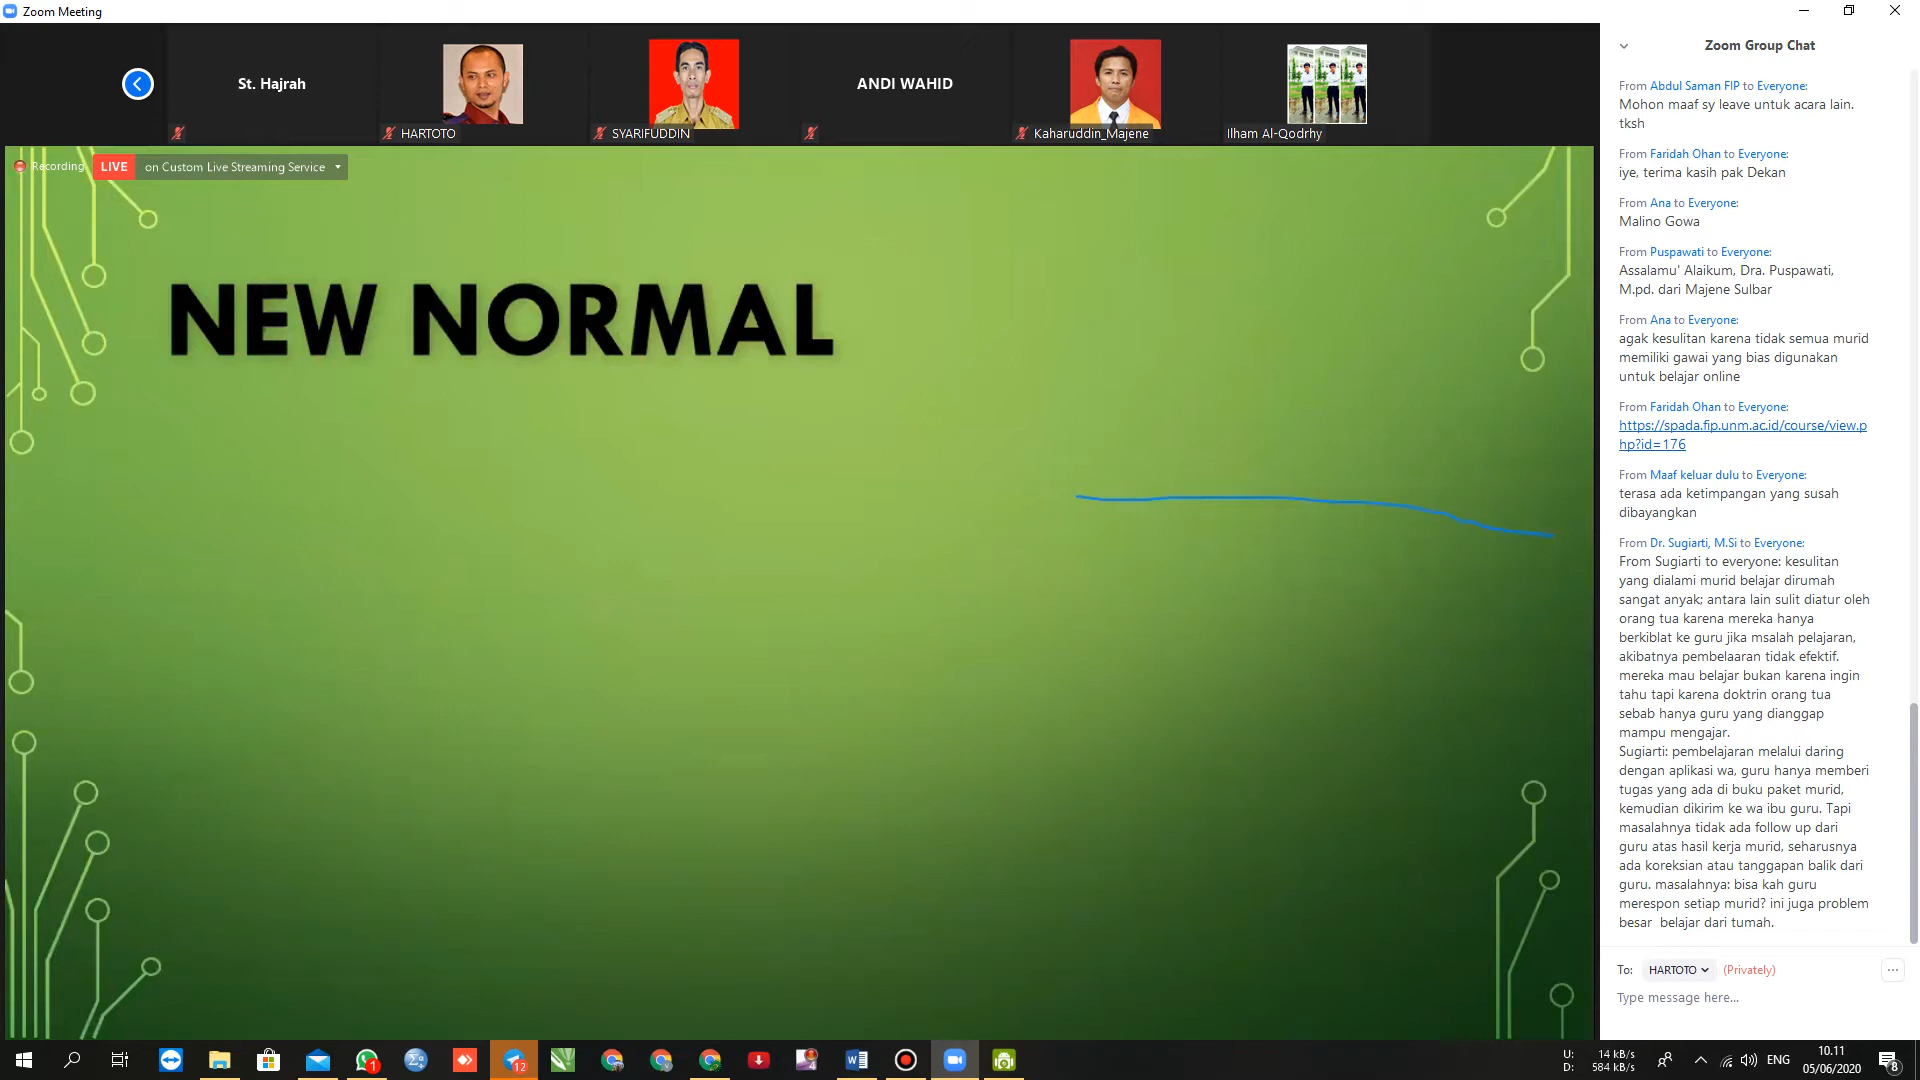 Zoom Meeting
St. Hajrah
HARTOTO
SYARIFUDDIN
ANDI WAHID
Kaharuddin_Majene
Ilham Al-Qodrhy
Recording
LIVE
on Custom Live Streaming Service
NEW NORMAL
Zoom Group Chat
From Abdul Saman FIP to Everyone:
Mohon maaf sy leave untuk acara lain.
tksh
From Faridah Ohan to Everyone:
iye, terima kasih pak Dekan
From Ana to Everyone:
Malino Gowa
From Puspawati to Everyone:
Assalamu' Alaikum, Dra. Puspawati,
M.pd. dari Majene Sulbar
From Ana to Everyone:
agak kesulitan karena tidak semua murid
memiliki gawai yang bias digunakan
untuk belajar online
From Faridah Ohan to Everyone:
https://spada.fip.unm.ac.id/course/view.p
hp?id=176
From Maaf keluar dulu to Everyone:
terasa ada ketimpangan yang susah
dibayangkan
From Dr. Sugiarti, M.Si to Everyone:
From Sugiarti to everyone: kesulitan
yang dialami murid belajar dirumah
sangat anyak; antara lain sulit diatur oleh
orang tua karena mereka hanya
berkiblat ke guru jika msalah pelajaran,
akibatnya pembelaaran tidak efektif.
mereka mau belajar bukan karena ingin
tahu tapi karena doktrin orang tua
sebab hanya guru yang dianggap
mampu mengajar.
Sugiarti: pembelajaran melalui daring
dengan aplikasi wa, guru hanya memberi
tugas yang ada di buku paket murid,
kemudian dikirim ke wa ibu guru. Tapi
masalahnya tidak ada follow up dari
guru atas hasil kerja murid, seharusnya
ada koreksian atau tanggapan balik dari
guru. masalahnya: bisa kah guru
merespon setiap murid? ini juga problem
besar  belajar dari tumah.
To: HARTOTO (Privately)
Type message here...
1
12
4
U: 14 kB/s
D: 584 kB/s
ENG
10.11
05/06/2020
8